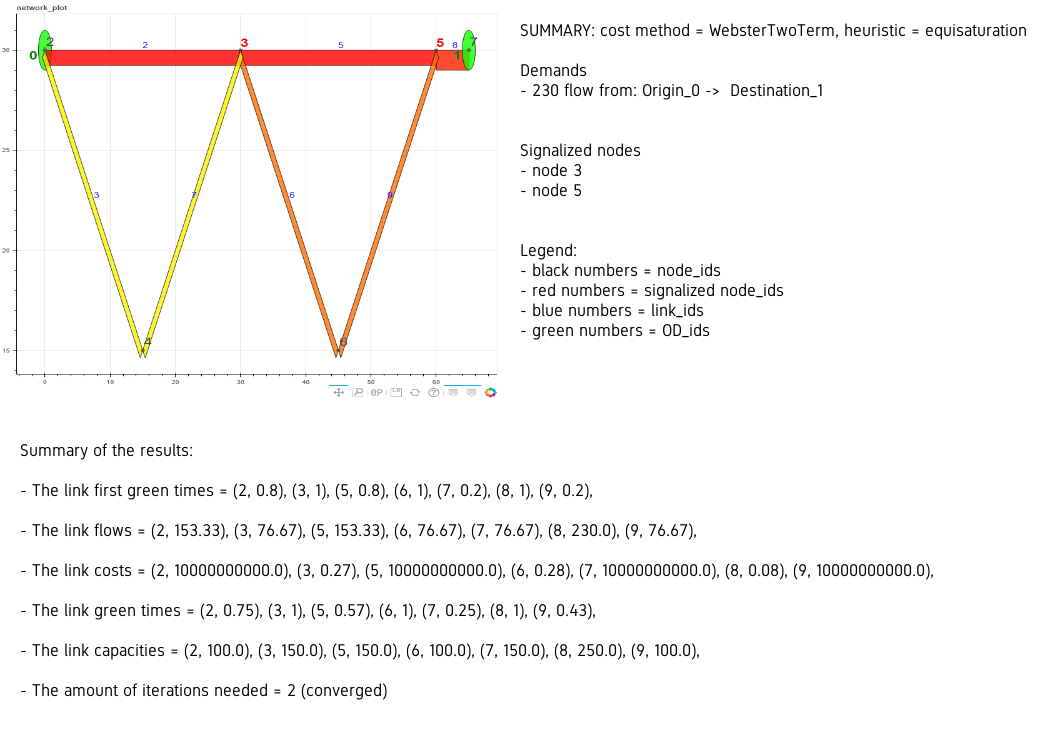 network_plot
SUMMARY: cost method = WebsterTwoTerm, heuristic = equisaturation
Demands
- 230 flow from: Origin_0 -> Destination_1
Signalized nodes
- node 3
- node 5
Legend:
- black numbers = node_ids
- red numbers = signalized node_ids
- blue numbers = link_ids
- green numbers = OD_ids
30
25
20
15
0
10
20
30
40
50
60
0
2
2
3
5
5
8
1
7
3
7
6
9
4
6
Summary of the results:
- The link first green times = (2, 0.8), (3, 1), (5, 0.8), (6, 1), (7, 0.2), (8, 1), (9, 0.2),
- The link flows = (2, 153.33), (3, 76.67), (5, 153.33), (6, 76.67), (7, 76.67), (8, 230.0), (9, 76.67),
- The link costs = (2, 10000000000.0), (3, 0.27), (5, 10000000000.0), (6, 0.28), (7, 10000000000.0), (8, 0.08), (9, 10000000000.0),
- The link green times = (2, 0.75), (3, 1), (5, 0.57), (6, 1), (7, 0.25), (8, 1), (9, 0.43),
- The link capacities = (2, 100.0), (3, 150.0), (5, 150.0), (6, 100.0), (7, 150.0), (8, 250.0), (9, 100.0),
- The amount of iterations needed = 2 (converged)